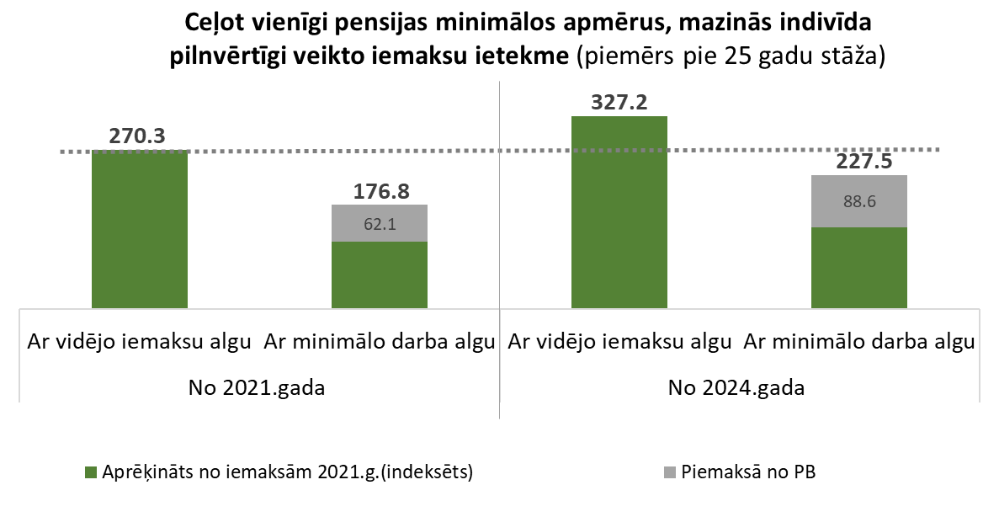 Ceļot vienīgi pensijas minimālos apmērus, mazinās indivīda
pilnvērtīgi veikto iemaksu ietekme (piemērs pie 25 gadu stāža)
270.3
176.8
62.1
327.2
227.5
88.6
Ar vidējo iemaksu algu
Ar minimālo darba algu
Ar vidējo iemaksu algu
Ar minimālo darba algu
No 2021.gada
No 2024.gada
Aprēķināts no iemaksām 2021.g.(indeksēts)
Piemaksā no PB